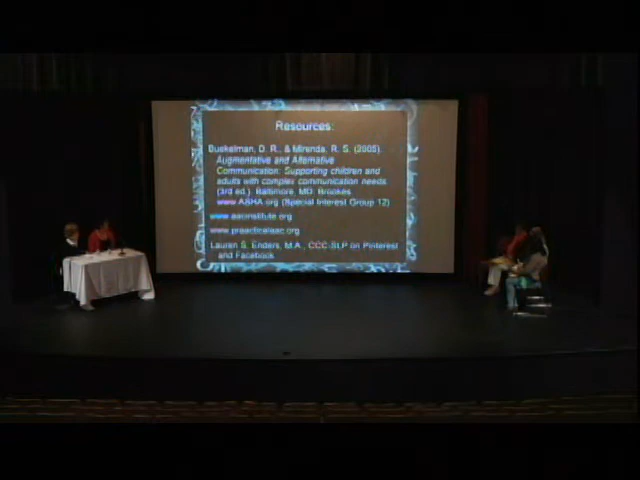 Resources:
Buekelman, D. R., & Mirenda, R. S. (2005).
Augmentative and Alternative
Communication: Supporting children and
adults with complex communication needs
(3rd ed.). Baltimore, MD: Brookes
www.ASHA.org (Special Interest Group 12)
www.aacinstitute.org
www.praacticalaac.org
Lauren S. Enders, M.A., CCC-SLP on Pinterest
and Facebook